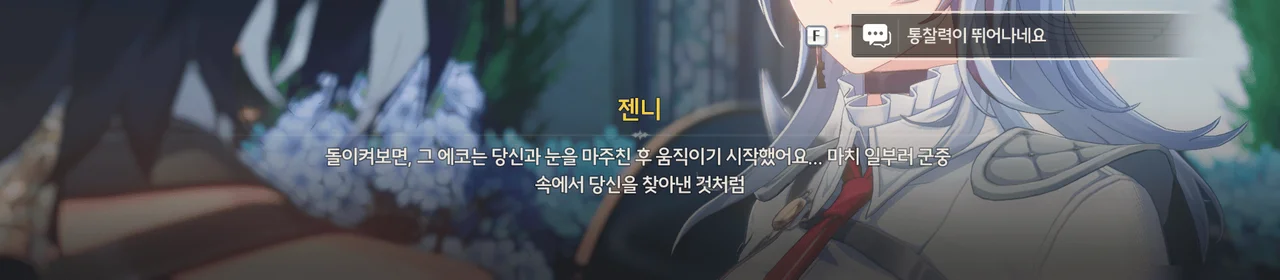 F
통찰력이 뛰어나네요
젠니
돌이켜보면, 그 에코는 당신과 눈을 마주친 후 움직이기 시작했어요... 마치 일부러 군중
속에서 당신을 찾아낸 것처럼